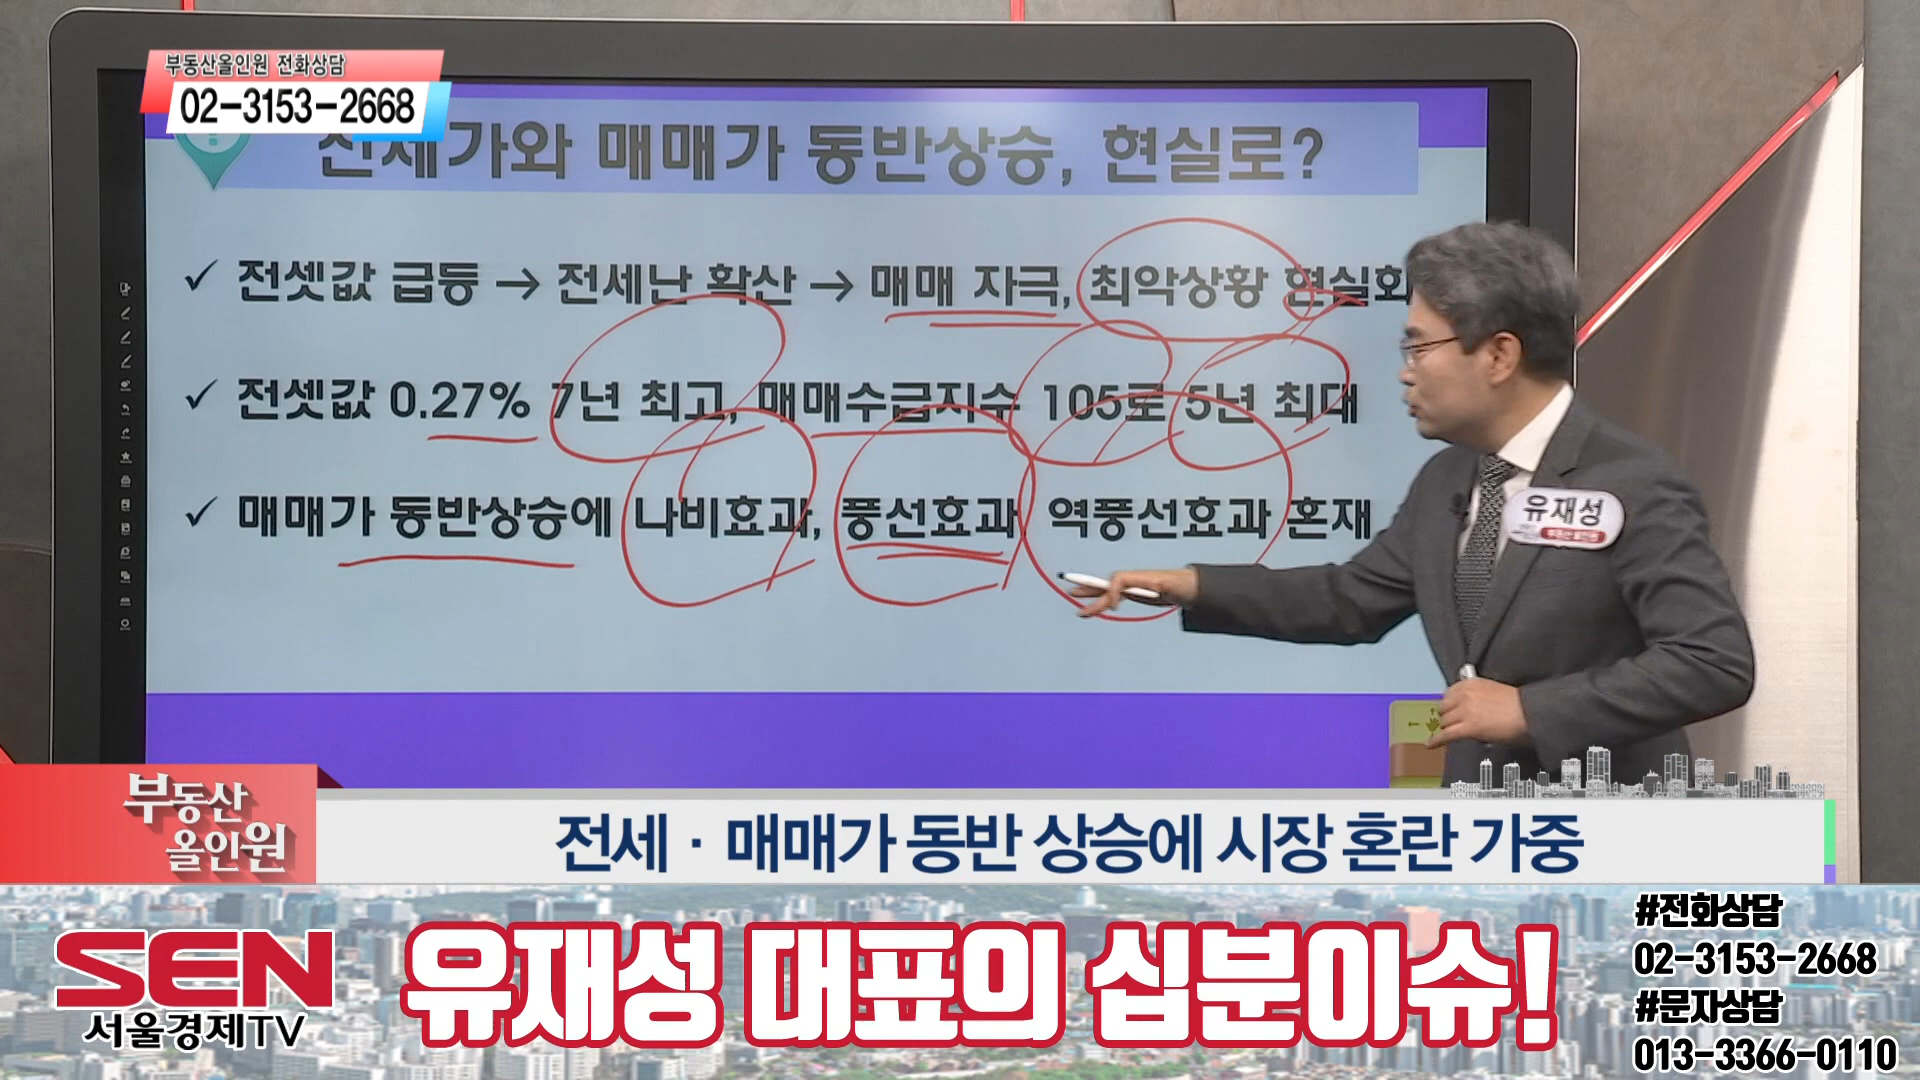 부동산올인원 전화상담
02-3153-2668
전세가와 매매가 동반상승, 현실로?
✓ 전셋값 급등 → 전세난 확산 → 매매 자극, 최악상황 현실화
✓ 전셋값 0.27% 7년 최고, 매매수급지수 105로 5년 최대
✓ 매매가 동반상승에 나비효과, 풍선효과, 역풍선효과 혼재
유재성
부동산
올인원
전세 · 매매가 동반 상승에 시장 혼란 가중
SEN
서울경제TV
유재성 대표의 십분이슈!
#전화상담
02-3153-2668
#문자상담
013-3366-0110